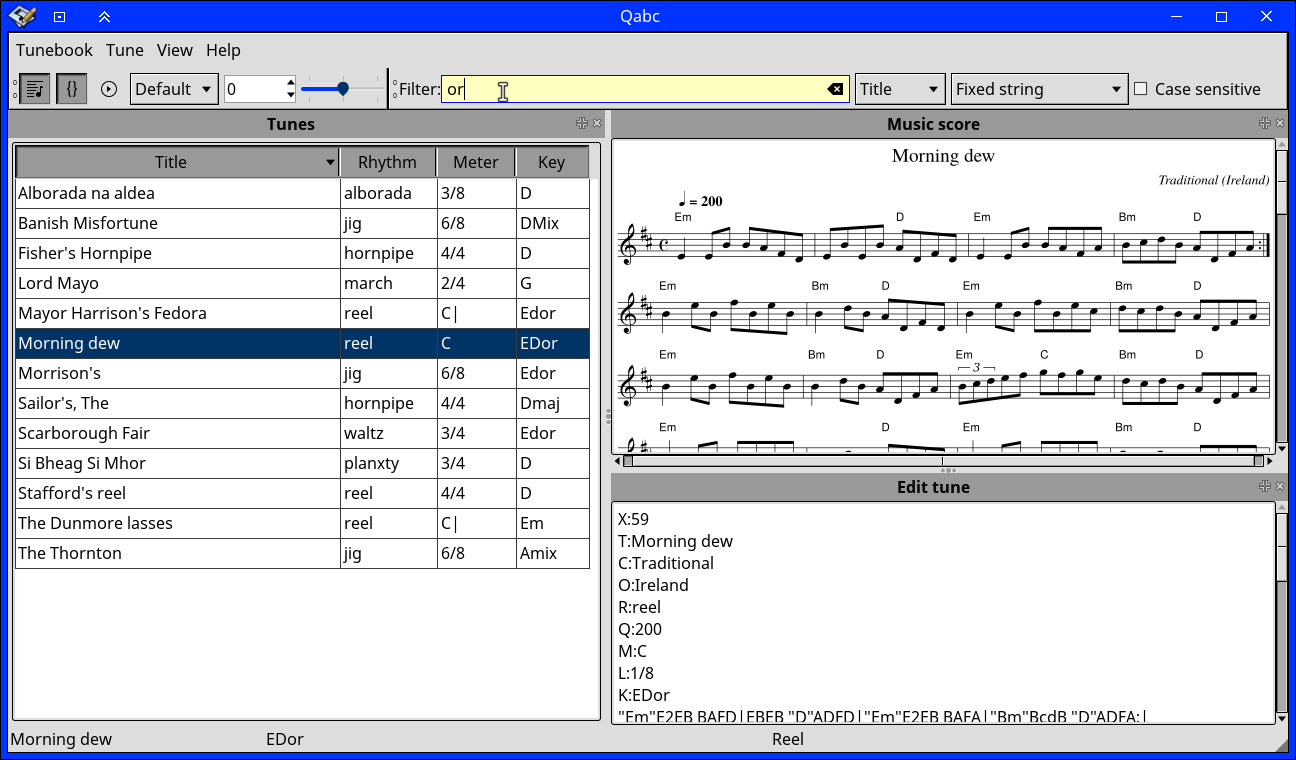 Qabc
Tunebook Tune View Help
Default 0 Filter: or Title Fixed string Case sensitive
Tunes
Title Rhythm Meter Key
Alborada na aldea alborada 3/8 D
Banish Misfortune jig 6/8 DMix
Fisher's Hornpipe hornpipe 4/4 D
Lord Mayo march 2/4 G
Mayor Harrison's Fedora reel C| Edor
Morning dew reel C EDor
Morrison's jig 6/8 Edor
Sailor's, The hornpipe 4/4 Dmaj
Scarborough Fair waltz 3/4 Edor
Si Bheag Si Mhor planxty 3/4 D
Stafford's reel reel 4/4 D
The Dunmore lasses reel C| Em
The Thornton jig 6/8 Amix
Music score
Morning dew
Traditional (Ireland)
= 200
Em D Em Bm D
Em Bm D Em Bm D
Em Bm D Em C Bm D
3
Em D Em Bm D
Edit tune
X:59
T:Morning dew
C:Traditional
O:Ireland
R:reel
Q:200
M:C
L:1/8
K:EDor
"Em"E2EB BAFD|EBEB "D"ADFD|"Em"E2EB BAFA|"Bm"BcdB "D"ADFA:|
Morning dew EDor Reel